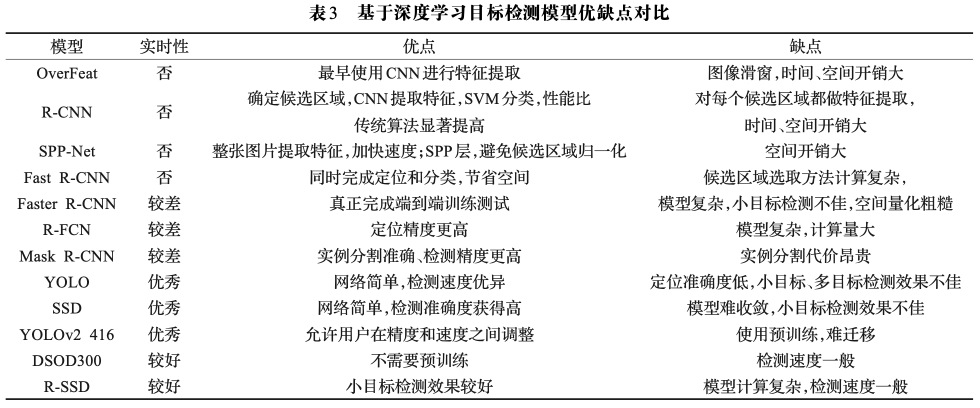 表3 基于深度学习目标检测模型优缺点对比
模型 实时性 优点 缺点
OverFeat 否 最早使用CNN进行特征提取 图像滑窗,时间、空间开销大
R-CNN 否 确定候选区域,CNN提取特征,SVM分类,性能比 对每个候选区域都做特征提取,
传统算法显著提高 时间、空间开销大
SPP-Net 否 整张图片提取特征,加快速度;SPP层,避免候选区域归一化 空间开销大
Fast R-CNN 否 同时完成定位和分类,节省空间 候选区域选取方法计算复杂,
Faster R-CNN 较差 真正完成端到端训练测试 模型复杂,小目标检测不佳,空间量化粗糙
R-FCN 较差 定位精度更高 模型复杂,计算量大
Mask R-CNN 较差 实例分割准确、检测精度更高 实例分割代价昂贵
YOLO 优秀 网络简单,检测速度优异 定位准确度低,小目标、多目标检测效果不佳
SSD 优秀 网络简单,检测准确度获得高 模型难收敛,小目标检测效果不佳
YOLOv2 416 优秀 允许用户在精度和速度之间调整 使用预训练,难迁移
DSOD300 较好 不需要预训练 检测速度一般
R-SSD 较好 小目标检测效果较好 模型计算复杂,检测速度一般